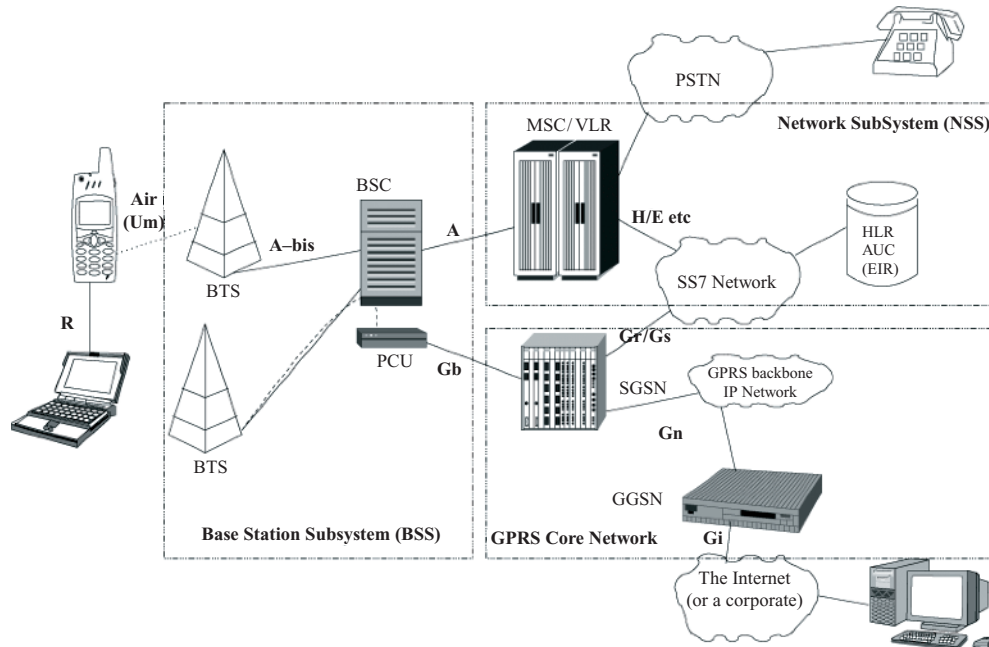 PSTN
MSC/VLR
Network SubSystem (NSS)
Air
(Um)
BSC
A–bis
A
H/E etc
HLR
AUC
(EIR)
BTS
SS7 Network
R
PCU
Gb
Gr/Gs
SGSN
GPRS backbone
IP Network
BTS
Gn
GGSN
Base Station Subsystem (BSS)
GPRS Core Network
Gi
The Internet
(or a corporate)